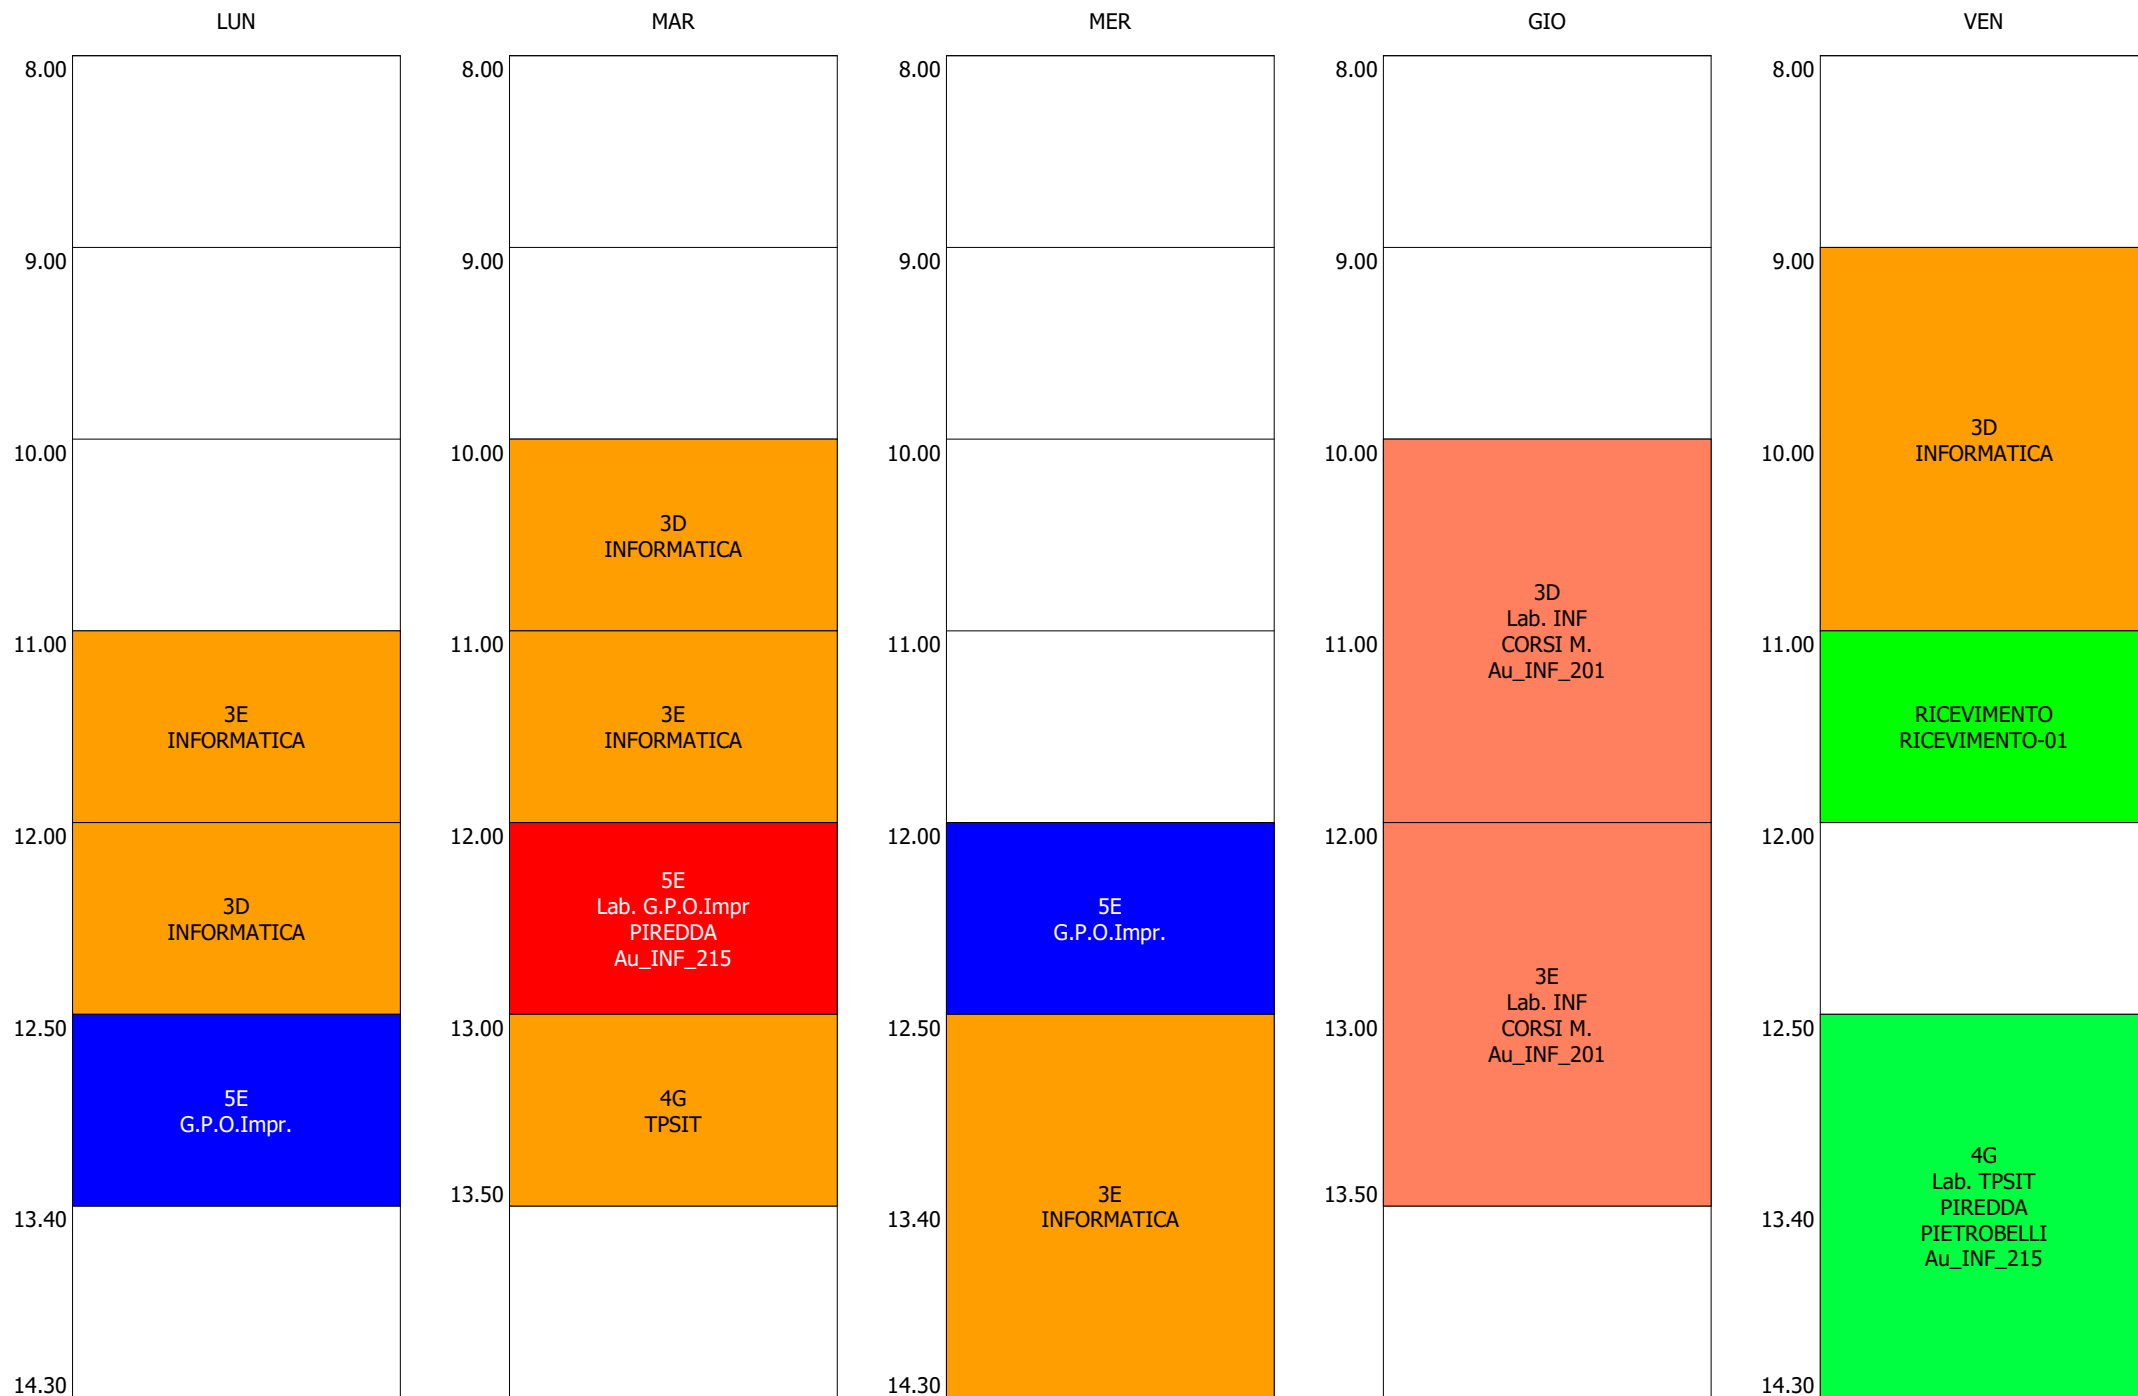 LUN
8.00
9.00
10.00
11.00
3E
INFORMATICA
12.00
3D
INFORMATICA
12.50
5E
G.P.O.Impr.
13.40
14.30
MAR
8.00
9.00
10.00
3D
INFORMATICA
11.00
3E
INFORMATICA
12.00
5E
Lab. G.P.O.Impr
PIREDDA
Au_INF_215
13.00
4G
TPSIT
13.50
MER
8.00
9.00
10.00
11.00
12.00
5E
G.P.O.Impr.
12.50
3E
INFORMATICA
13.40
14.30
GIO
8.00
9.00
10.00
3D
Lab. INF
CORSI M.
Au_INF_201
11.00
12.00
3E
Lab. INF
CORSI M.
Au_INF_201
13.00
13.50
VEN
8.00
9.00
3D
INFORMATICA
10.00
11.00
RICEVIMENTO
RICEVIMENTO-01
12.00
12.50
4G
Lab. TPSIT
PIREDDA
PIETROBELLI
Au_INF_215
13.40
14.30